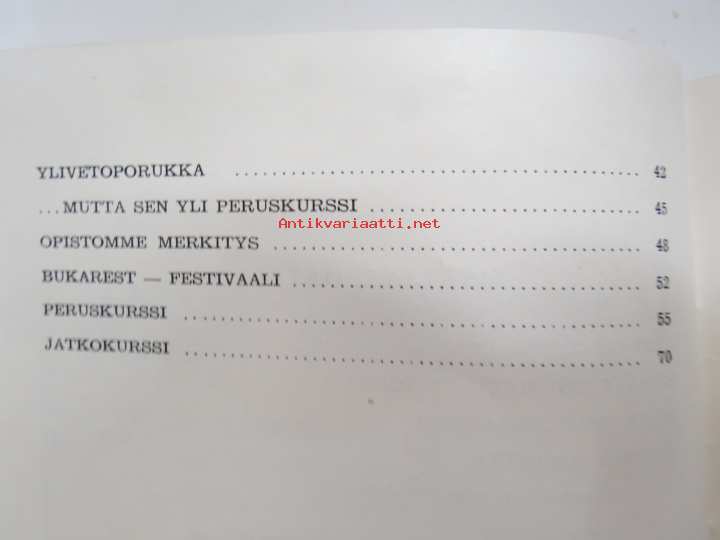 YLIVETOPORUKKA ........................................ 42
...MUTTA SEN YLI PERUSKURSSI ........................... 45
Antikvariaatti.net
OPISTOMME MERKITYS .................................... 48
BUKAREST — FESTIVAALI .................................. 52
PERUSKURSSI ............................................ 55
JATKOKURSSI ............................................ 70